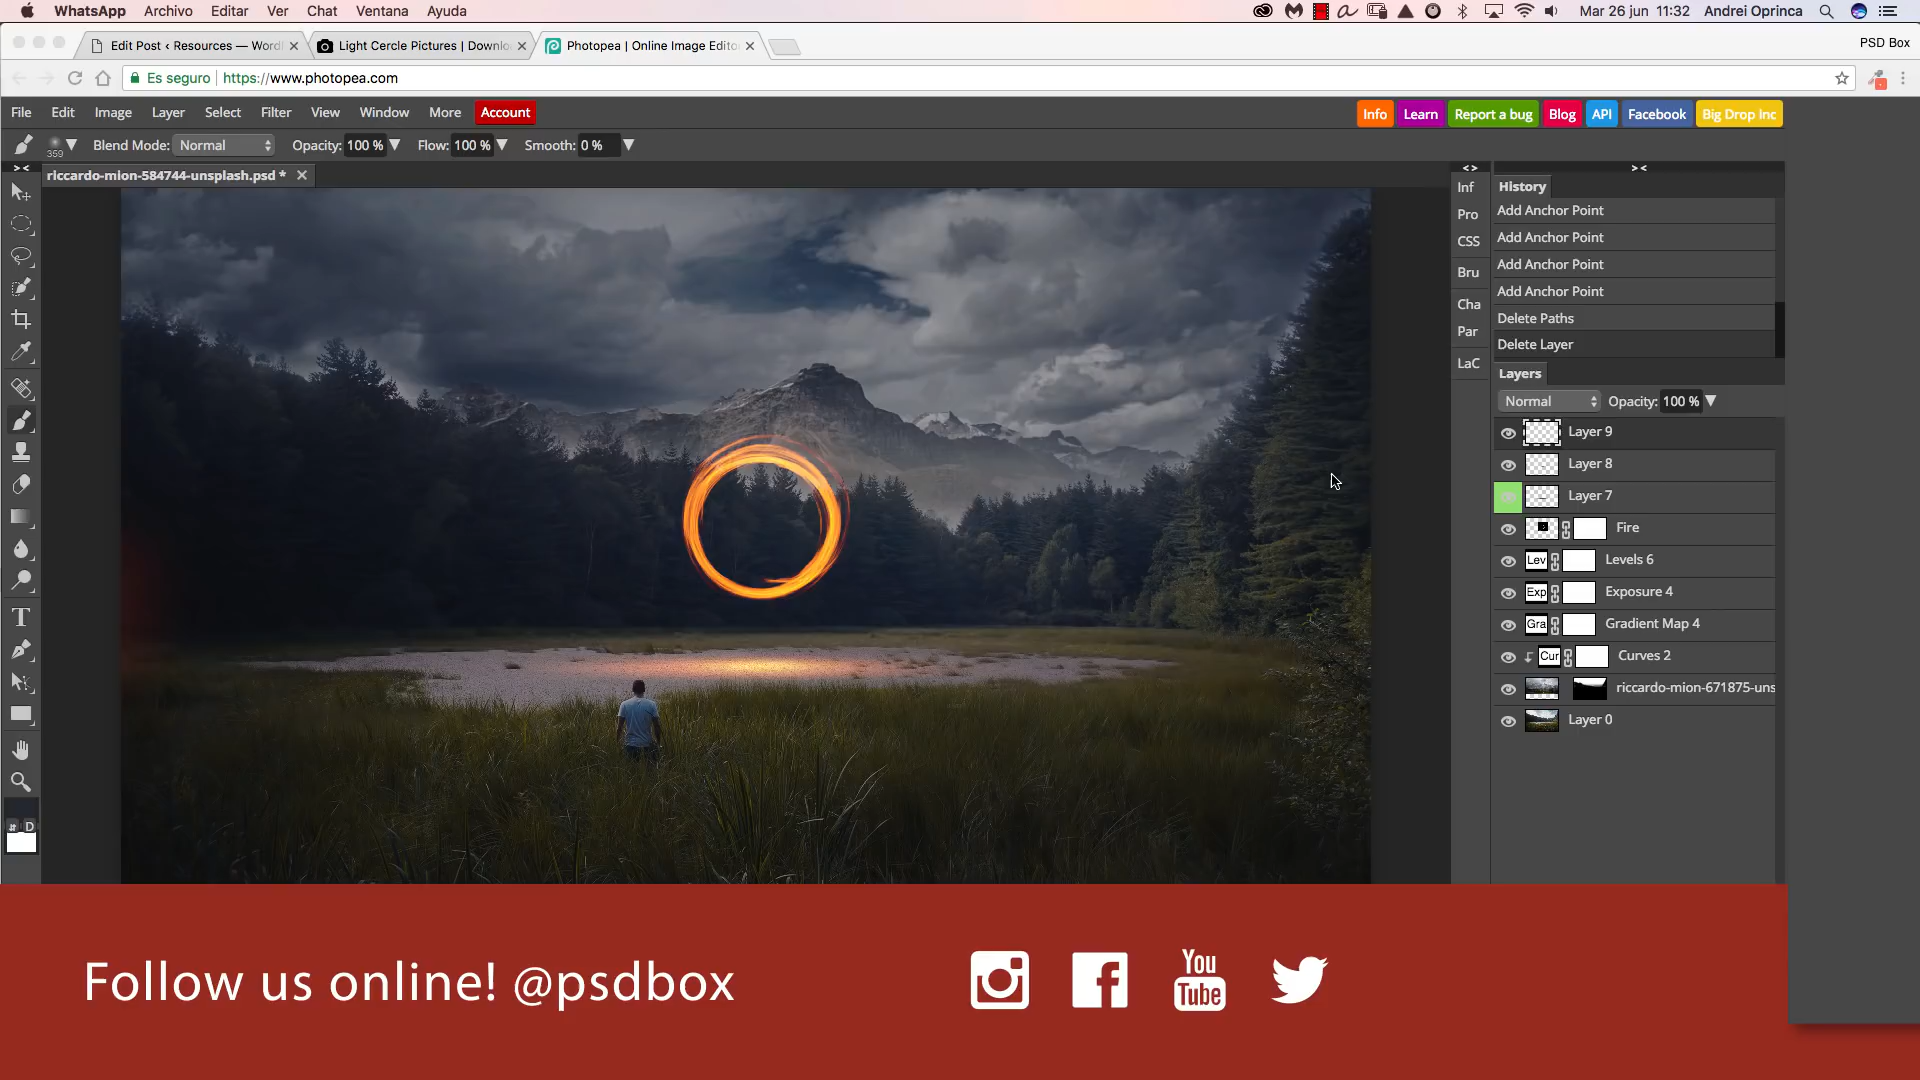 WhatsApp Archivo Editar Ver Chat Ventana Ayuda
Mar 26 jun 11:32 Andrei Oprinca
Edit Post ‹ Resources — Word
Light Cercle Pictures | Downlo
Photopea | Online Image Edito
PSD Box
Es seguro https://www.photopea.com
File Edit Image Layer Select Filter View Window More Account
Info Learn Report a bug Blog API Facebook Big Drop Inc
359 Blend Mode: Normal Opacity: 100 % Flow: 100 % Smooth: 0 %
riccardo-mion-584744-unsplash.psd *
Inf
Pro
CSS
Bru
Cha
Par
LaC
History
Add Anchor Point
Add Anchor Point
Add Anchor Point
Add Anchor Point
Delete Paths
Delete Layer
Layers
Normal Opacity: 100 %
Layer 9
Layer 8
Layer 7
Fire
Lev Levels 6
Exp Exposure 4
Gra Gradient Map 4
Cur Curves 2
riccardo-mion-671875-uns
Layer 0
T
D
Follow us online! @psdbox
You
Tube